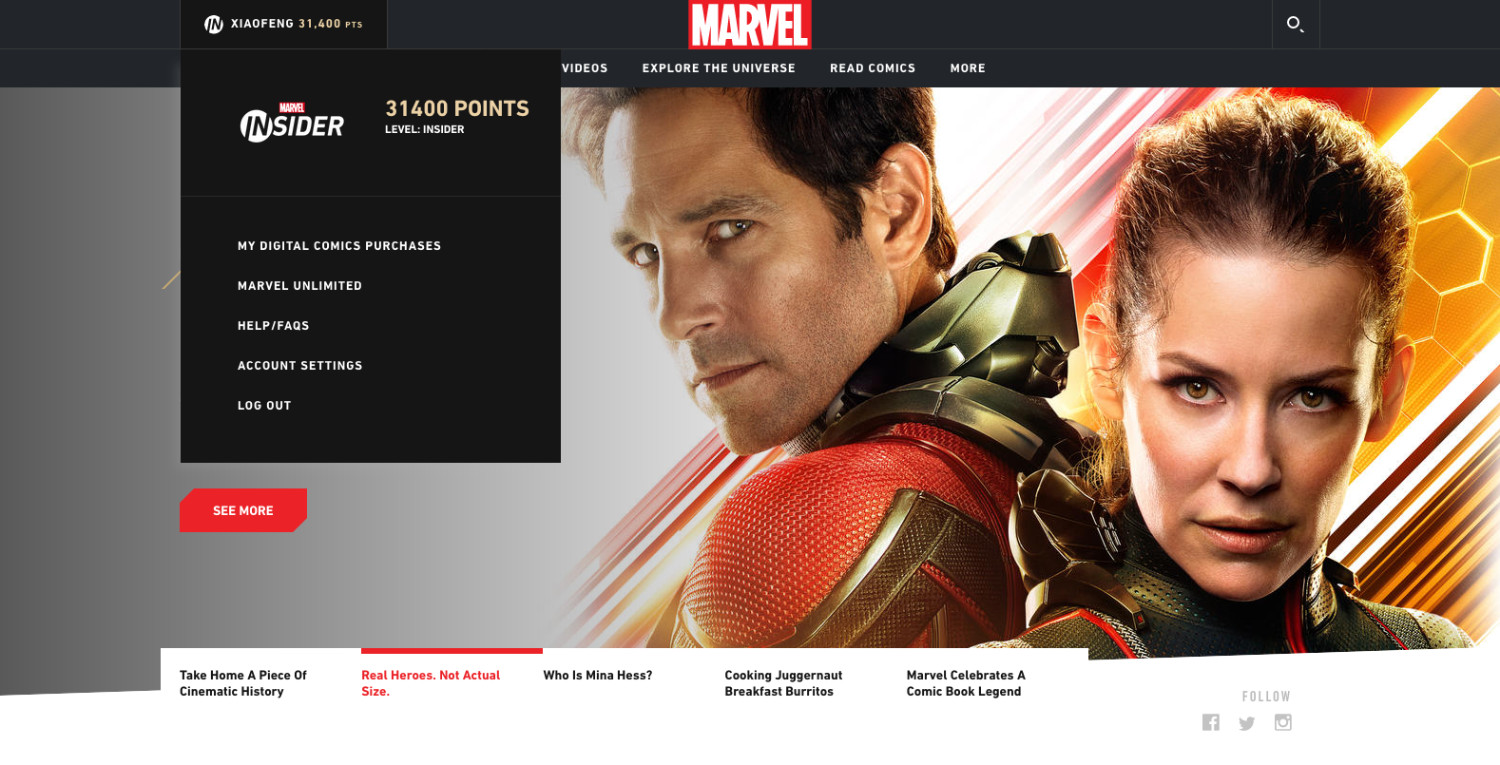 IN XIAOFENG 31,400 PTS
MARVEL
VIDEOS EXPLORE THE UNIVERSE READ COMICS MORE
MARVEL
INSIDER
31400 POINTS
LEVEL: INSIDER
MY DIGITAL COMICS PURCHASES
MARVEL UNLIMITED
HELP/FAQS
ACCOUNT SETTINGS
LOG OUT
SEE MORE
Take Home A Piece Of
Cinematic History
Real Heroes. Not Actual
Size.
Who Is Mina Hess?
Cooking Juggernaut
Breakfast Burritos
Marvel Celebrates A
Comic Book Legend
FOLLOW